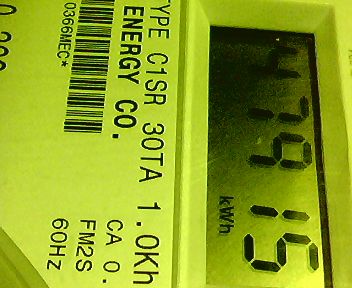 47915
kWh
TYPE C1SR 30TA 1.0Kh
ENERGY CO.
CA 0.
FM2S
60Hz
0366MEC*